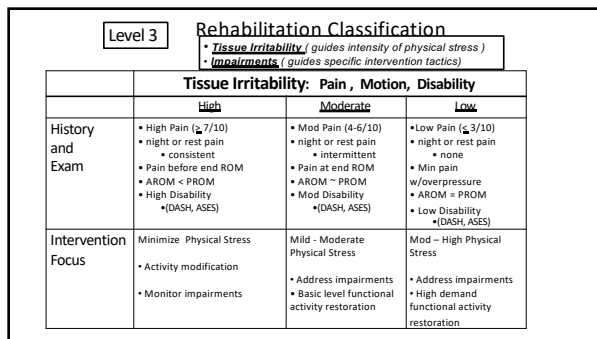 Level 3
Rehabilitation Classification
• Tissue Irritability ( guides intensity of physical stress )
• Impairments ( guides specific intervention tactics)
Tissue Irritability: Pain , Motion, Disability
High
Moderate
Low
History
and
Exam
• High Pain (≥ 7/10)
• night or rest pain
• consistent
• Pain before end ROM
• AROM < PROM
• High Disability
•(DASH, ASES)
• Mod Pain (4-6/10)
• night or rest pain
• intermittent
• Pain at end ROM
• AROM ~ PROM
• Mod Disability
•(DASH, ASES)
•Low Pain (≤ 3/10)
• night or rest pain
• none
• Min pain
w/overpressure
• AROM = PROM
• Low Disability
•(DASH, ASES)
Intervention
Focus
Minimize Physical Stress
• Activity modification
• Monitor impairments
Mild - Moderate
Physical Stress
• Address impairments
• Basic level functional
activity restoration
Mod – High Physical
Stress
• Address impairments
• High demand
functional activity
restoration